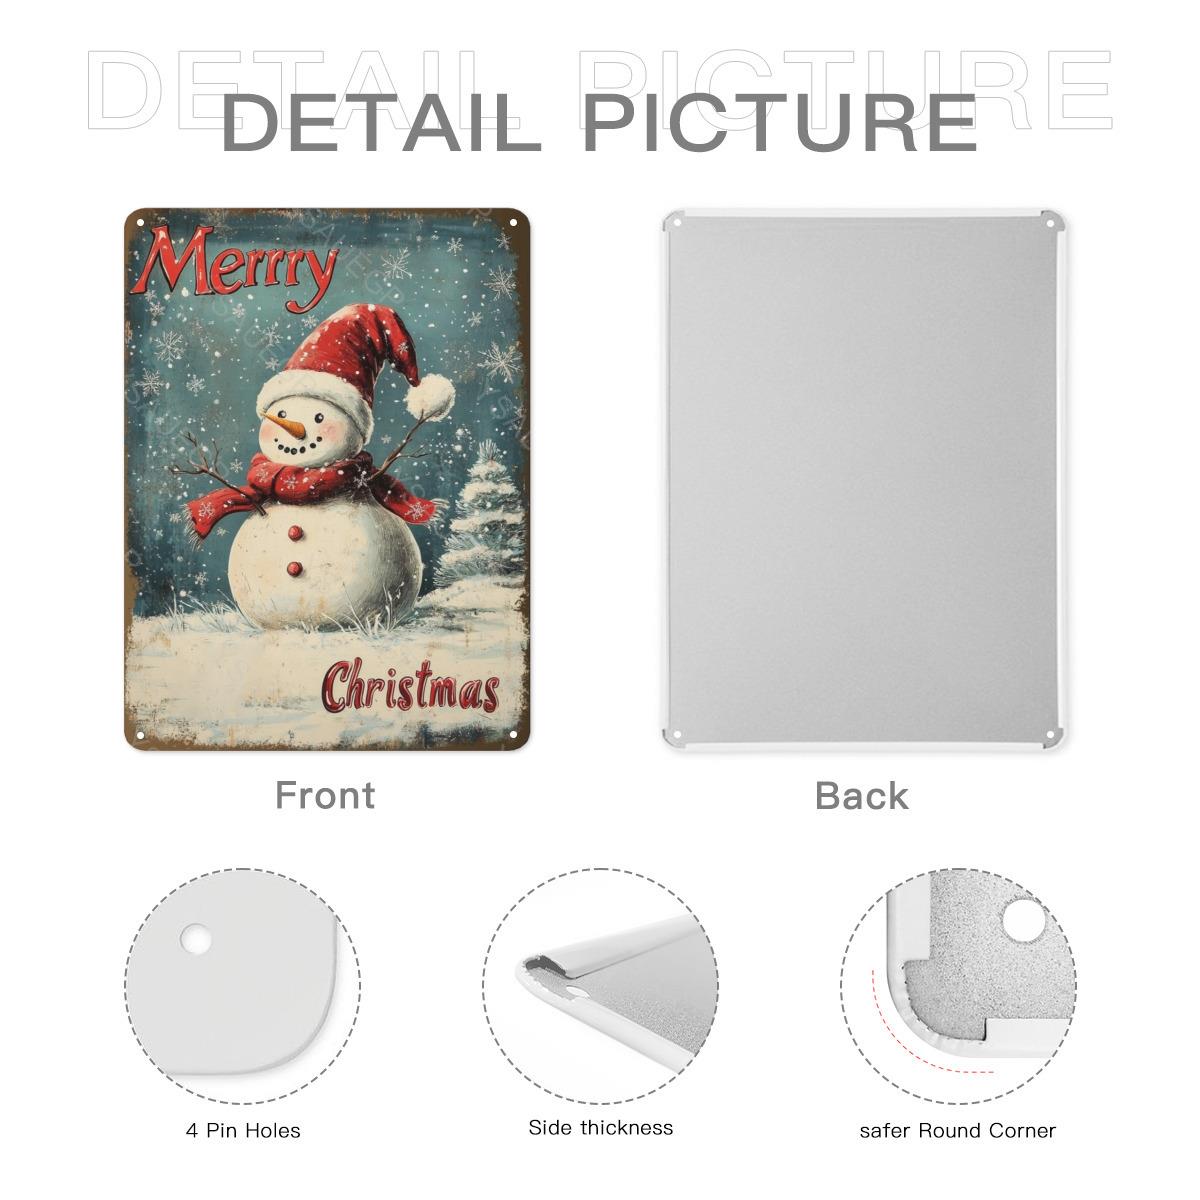 DETAIL PICTURE
DETAIL PICTURE
Merrry
Christmas
Front
Back
4 Pin Holes
Side thickness
safer Round Corner